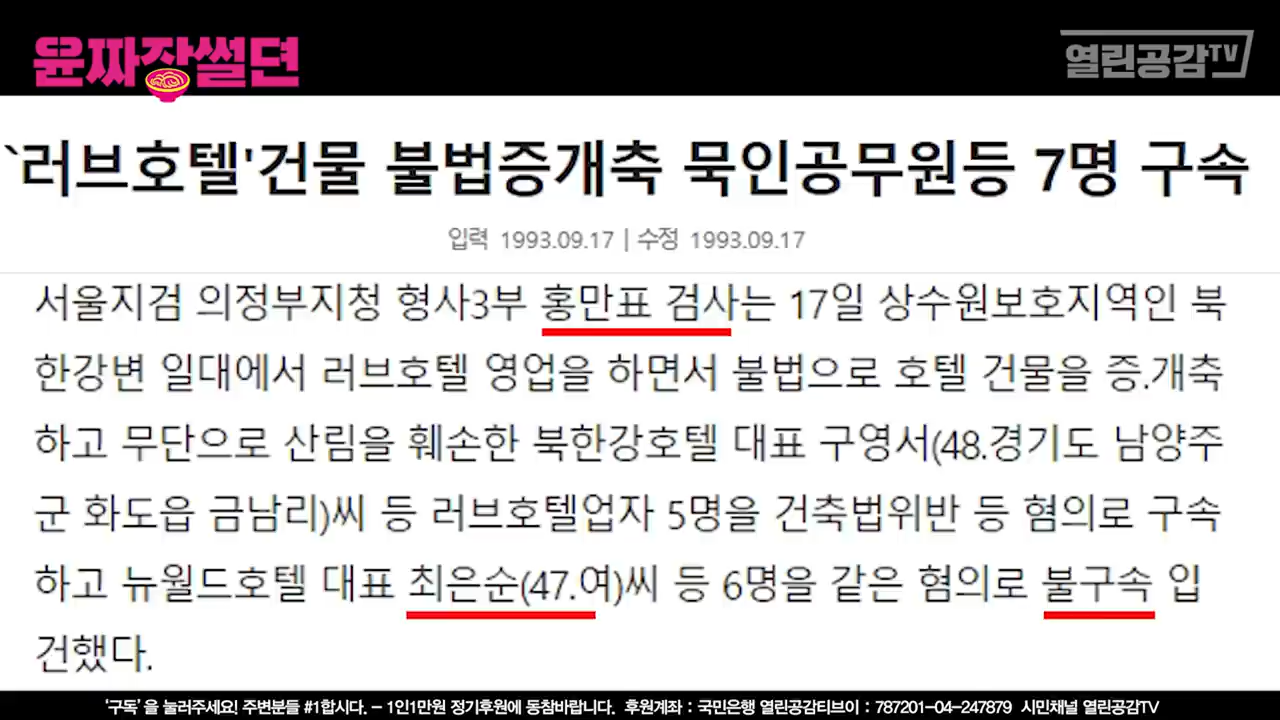 윤짜장썰뎐
열린공감TV
`러브호텔'건물 불법증개축 묵인공무원등 7명 구속
입력 1993.09.17 | 수정 1993.09.17
서울지검 의정부지청 형사3부 홍만표 검사는 17일 상수원보호지역인 북
한강변 일대에서 러브호텔 영업을 하면서 불법으로 호텔 건물을 증.개축
하고 무단으로 산림을 훼손한 북한강호텔 대표 구영서(48.경기도 남양주
군 화도읍 금남리)씨 등 러브호텔업자 5명을 건축법위반 등 혐의로 구속
하고 뉴월드호텔 대표 최은순(47.여)씨 등 6명을 같은 혐의로 불구속 입
건했다.
'구독'을 눌러주세요! 주변분들 #1합시다. - 1인1만원 정기후원에 동참바랍니다. 후원계좌 : 국민은행 열린공감티브이 : 787201-04-247879 시민채널 열린공감TV